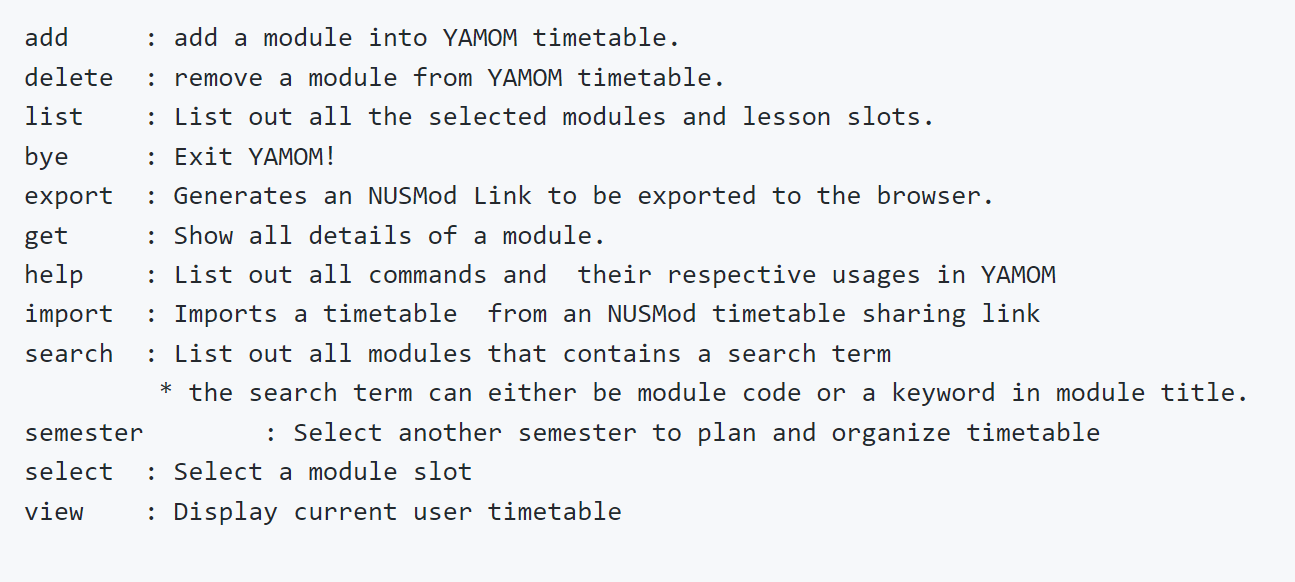 add     : add a module into YAMOM timetable.
delete  : remove a module from YAMOM timetable.
list    : List out all the selected modules and lesson slots.
bye     : Exit YAMOM!
export  : Generates an NUSMod Link to be exported to the browser.
get     : Show all details of a module.
help    : List out all commands and  their respective usages in YAMOM
import  : Imports a timetable  from an NUSMod timetable sharing link
search  : List out all modules that contains a search term
         * the search term can either be module code or a keyword in module title.
semester        : Select another semester to plan and organize timetable
select  : Select a module slot
view    : Display current user timetable